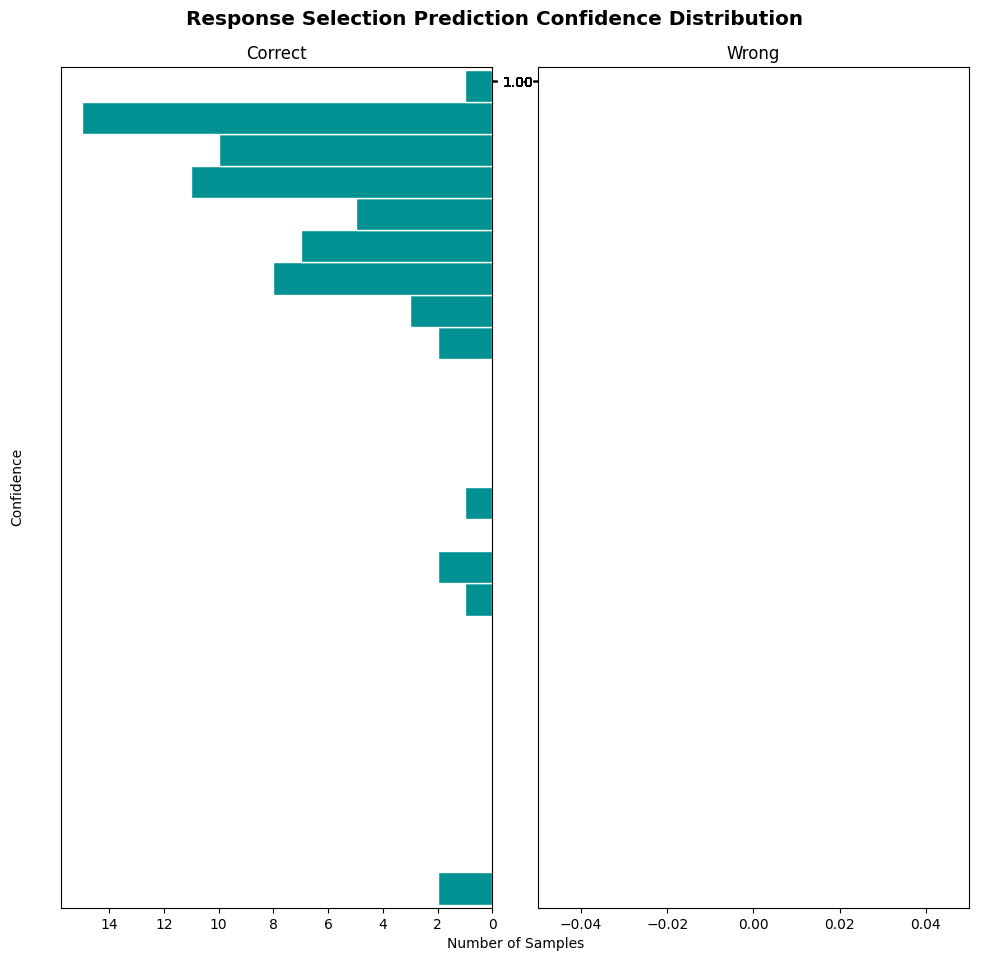 Response Selection Prediction Confidence Distribution
Correct
Wrong
1.00
Confidence
14 12 10 8 6 4 2 0
−0.04 −0.02 0.00 0.02 0.04
Number of Samples